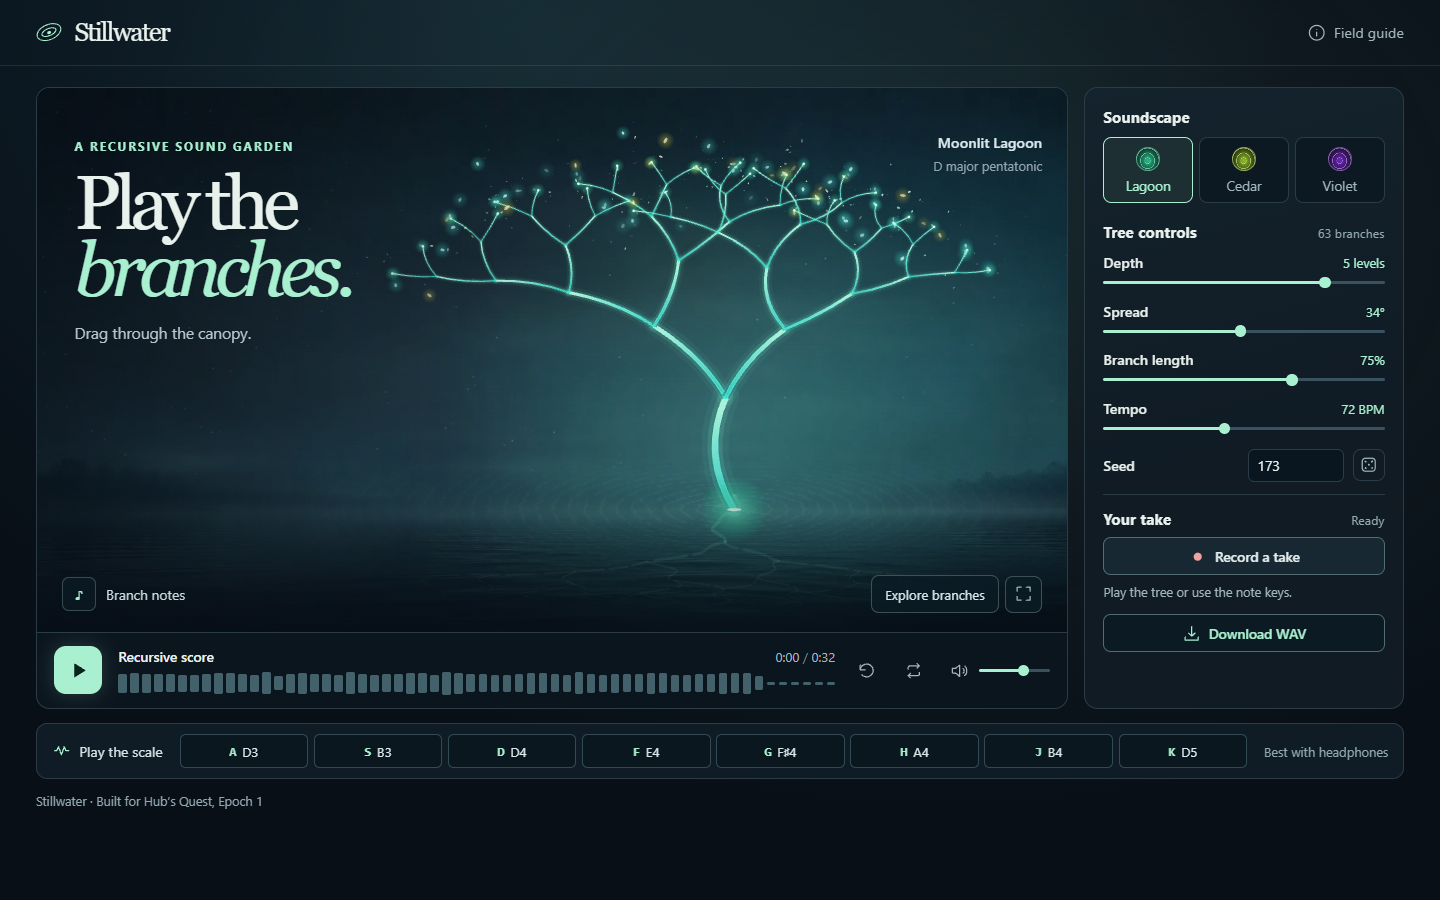 Stillwater
Field guide
A RECURSIVE SOUND GARDEN
Play the
branches.
Drag through the canopy.
Moonlit Lagoon
D major pentatonic
Branch notes
Explore branches
Recursive score
0:00 / 0:32
Soundscape
Lagoon
Cedar
Violet
Tree controls
63 branches
Depth
5 levels
Spread
34°
Branch length
75%
Tempo
72 BPM
Seed
173
Your take
Ready
Record a take
Play the tree or use the note keys.
Download WAV
Play the scale
A D3
S B3
D D4
F E4
G F♯4
H A4
J B4
K D5
Best with headphones
Stillwater · Built for Hub's Quest, Epoch 1